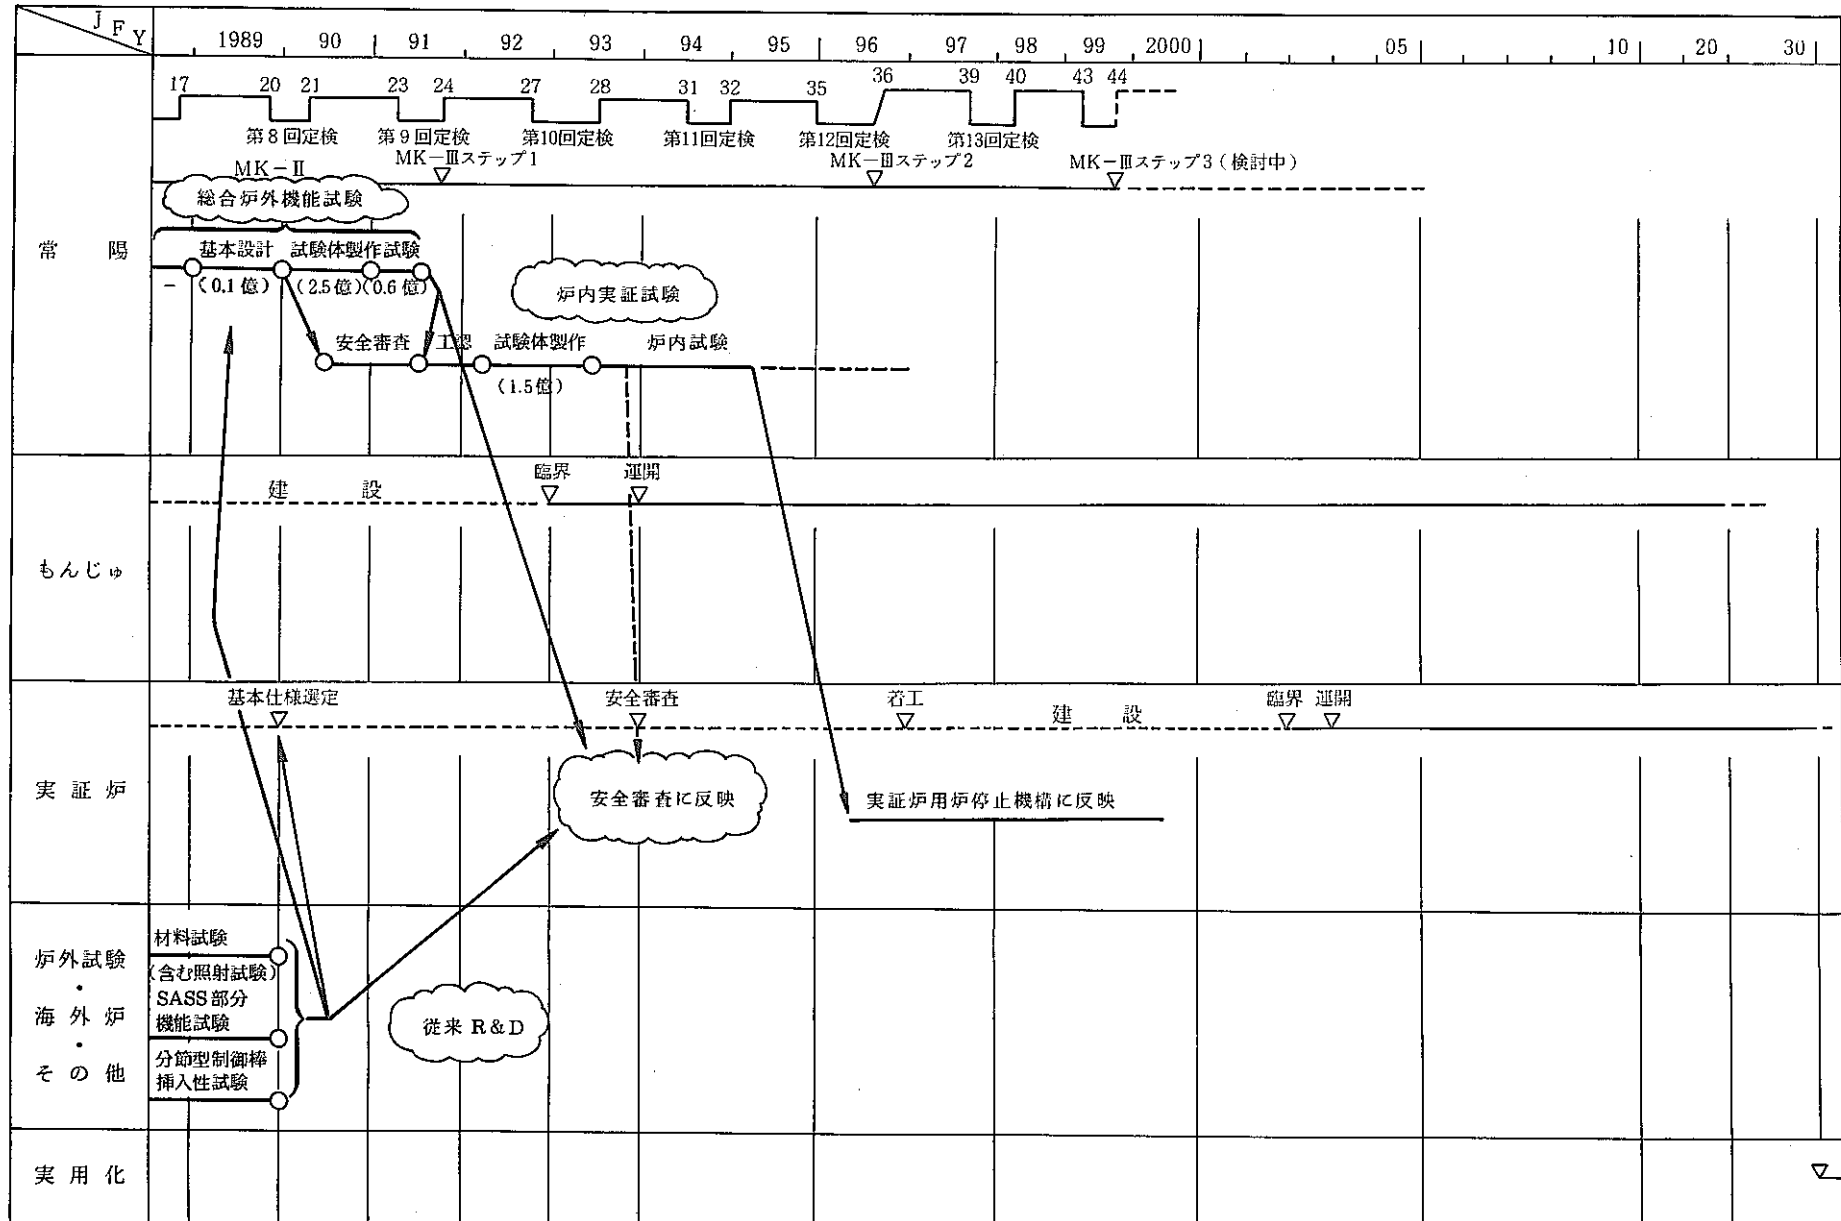 JFY 1989 90 91 92 93 94 95 96 97 98 99 2000 05 10 20 30
17 20 21 23 24 27 28 31 32 35 36 39 40 43 44
第8回定検 第9回定検 第10回定検 第11回定検 第12回定検 第13回定検
MK-Ⅱ MK-Ⅲステップ1 MK-Ⅲステップ2 MK-Ⅲステップ3(検討中)
総合炉外機能試験
常陽
基本設計 試験体製作 試験
- (0.1億) (2.5億) (0.6億)
炉内実証試験
安全審査 工認 試験体製作 炉内試験
(1.5億)
臨界 運開
建設
もんじゅ
基本仕様選定 安全審査 着工 建設 臨界 運開
実証炉
安全審査に反映
実証炉用炉停止機構に反映
炉外試験
・
海外炉
・
その他
材料試験
(含む照射試験)
SASS部分
機能試験
分節型制御棒
挿入性試験
従来R&D
実用化